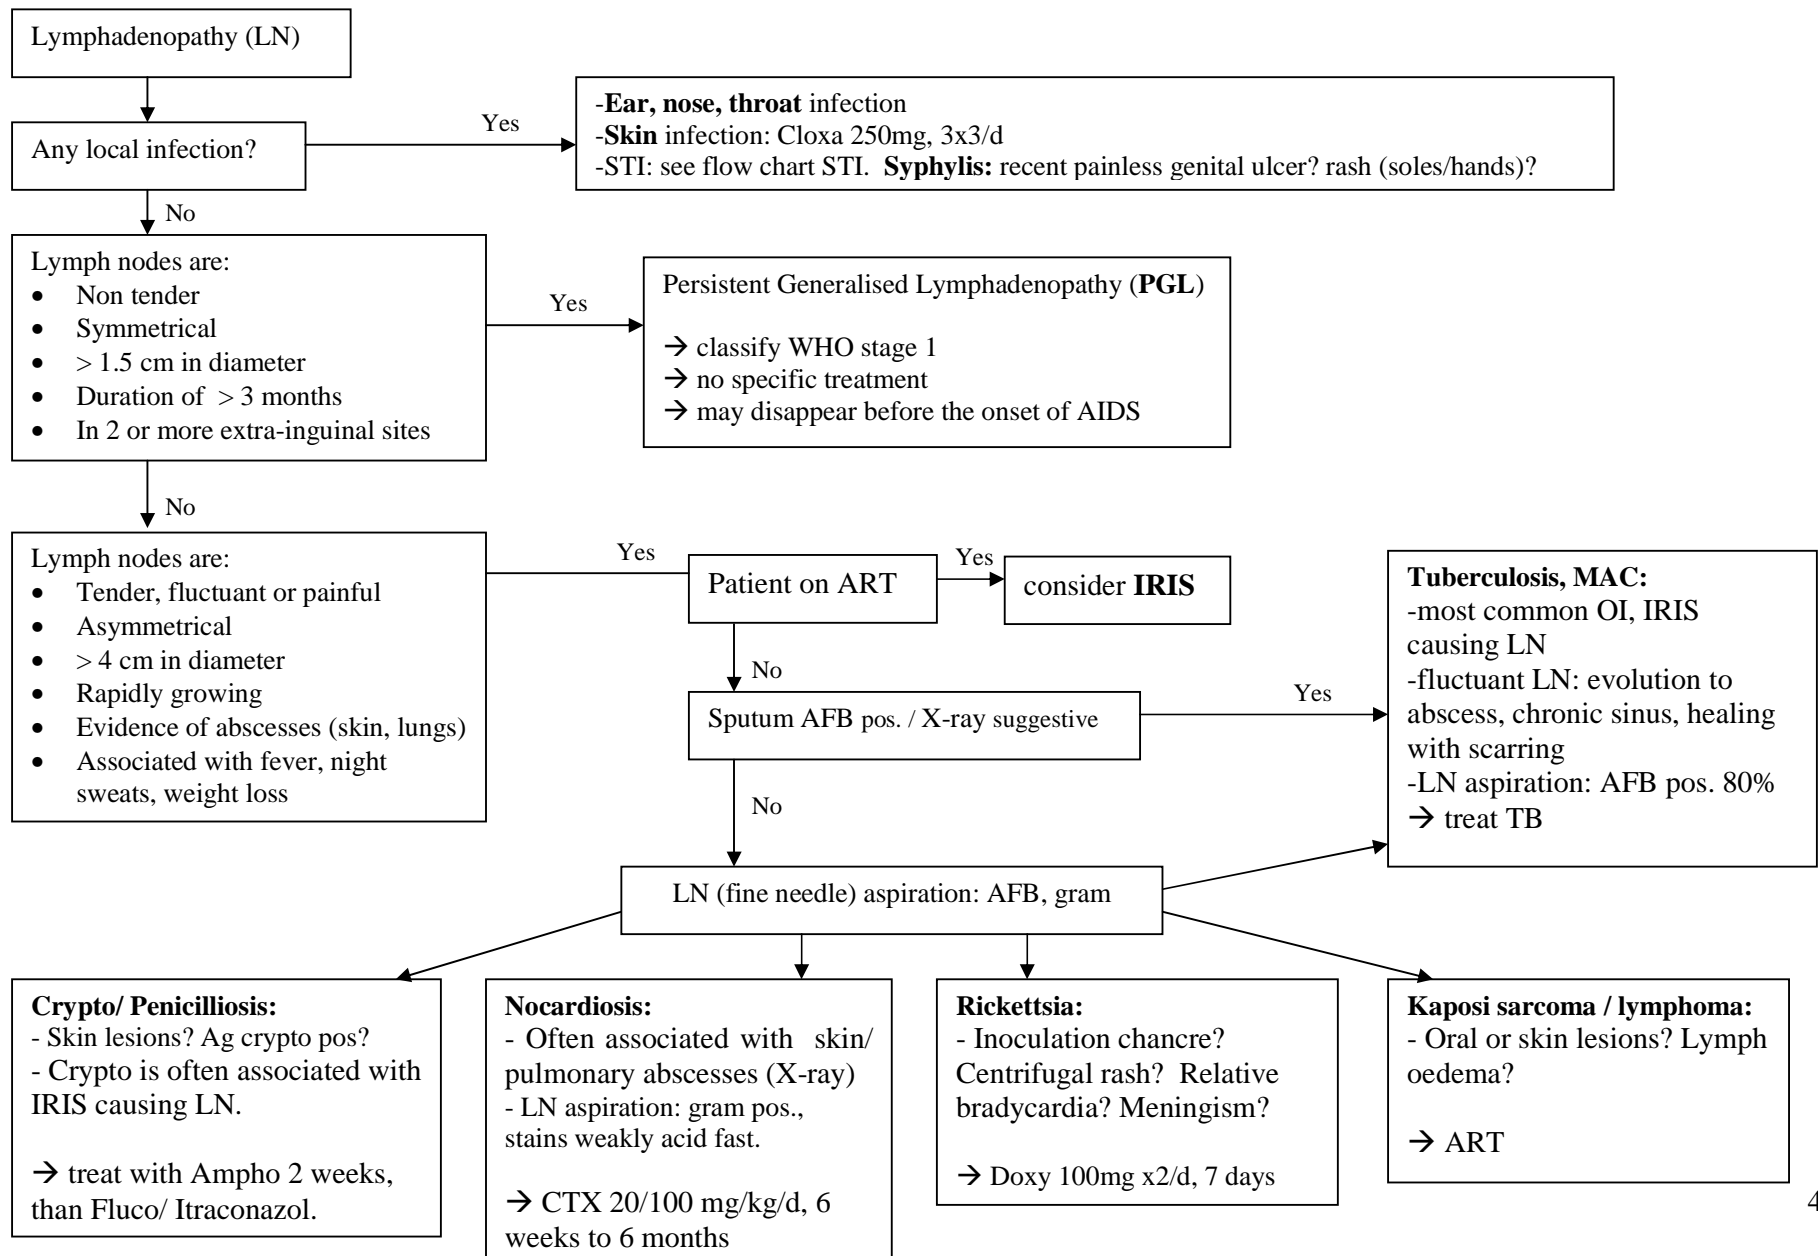 Lymphadenopathy (LN)
Any local infection?
Yes
-Ear, nose, throat infection
-Skin infection: Cloxa 250mg, 3x3/d
-STI: see flow chart STI. Syphylis: recent painless genital ulcer? rash (soles/hands)?
No
Lymph nodes are:
• Non tender
• Symmetrical
• > 1.5 cm in diameter
• Duration of > 3 months
• In 2 or more extra-inguinal sites
Yes
Persistent Generalised Lymphadenopathy (PGL)
→ classify WHO stage 1
→ no specific treatment
→ may disappear before the onset of AIDS
No
Lymph nodes are:
• Tender, fluctuant or painful
• Asymmetrical
• > 4 cm in diameter
• Rapidly growing
• Evidence of abscesses (skin, lungs)
• Associated with fever, night
sweats, weight loss
Yes
Patient on ART
Yes
consider IRIS
No
Sputum AFB pos. / X-ray suggestive
Yes
Tuberculosis, MAC:
-most common OI, IRIS
causing LN
-fluctuant LN: evolution to
abscess, chronic sinus, healing
with scarring
-LN aspiration: AFB pos. 80%
→ treat TB
No
LN (fine needle) aspiration: AFB, gram
Crypto/ Penicilliosis:
- Skin lesions? Ag crypto pos?
- Crypto is often associated with
IRIS causing LN.
→ treat with Ampho 2 weeks,
than Fluco/ Itraconazol.
Nocardiosis:
- Often associated with skin/
pulmonary abscesses (X-ray)
- LN aspiration: gram pos.,
stains weakly acid fast.
→ CTX 20/100 mg/kg/d, 6
weeks to 6 months
Rickettsia:
- Inoculation chancre?
Centrifugal rash? Relative
bradycardia? Meningism?
→ Doxy 100mg x2/d, 7 days
Kaposi sarcoma / lymphoma:
- Oral or skin lesions? Lymph
oedema?
→ ART
4